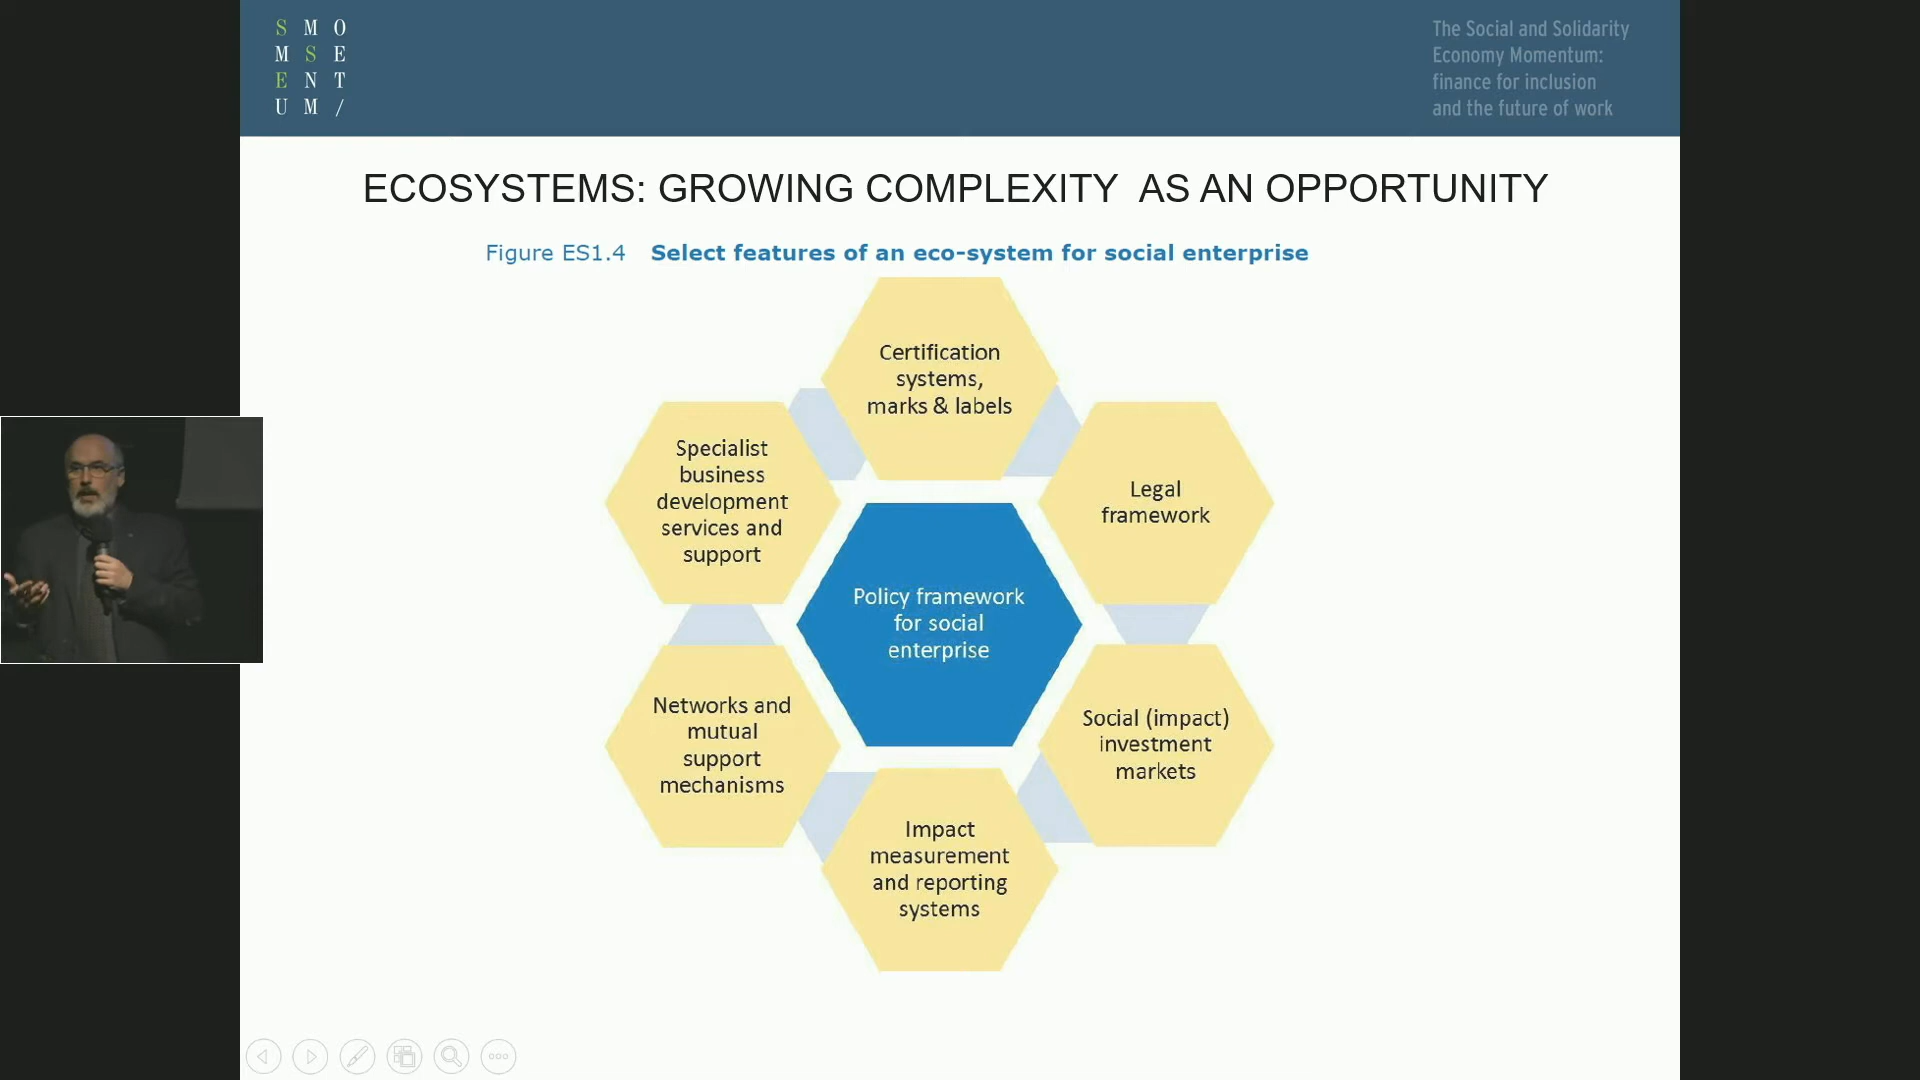 S M O
M S E
E N T
U M /
The Social and Solidarity
Economy Momentum:
finance for inclusion
and the future of work
ECOSYSTEMS: GROWING COMPLEXITY  AS AN OPPORTUNITY
Figure ES1.4 Select features of an eco-system for social enterprise
Certification
systems,
marks & labels
Specialist
business
development
services and
support
Legal
framework
Policy framework
for social
enterprise
Networks and
mutual
support
mechanisms
Social (impact)
investment
markets
Impact
measurement
and reporting
systems